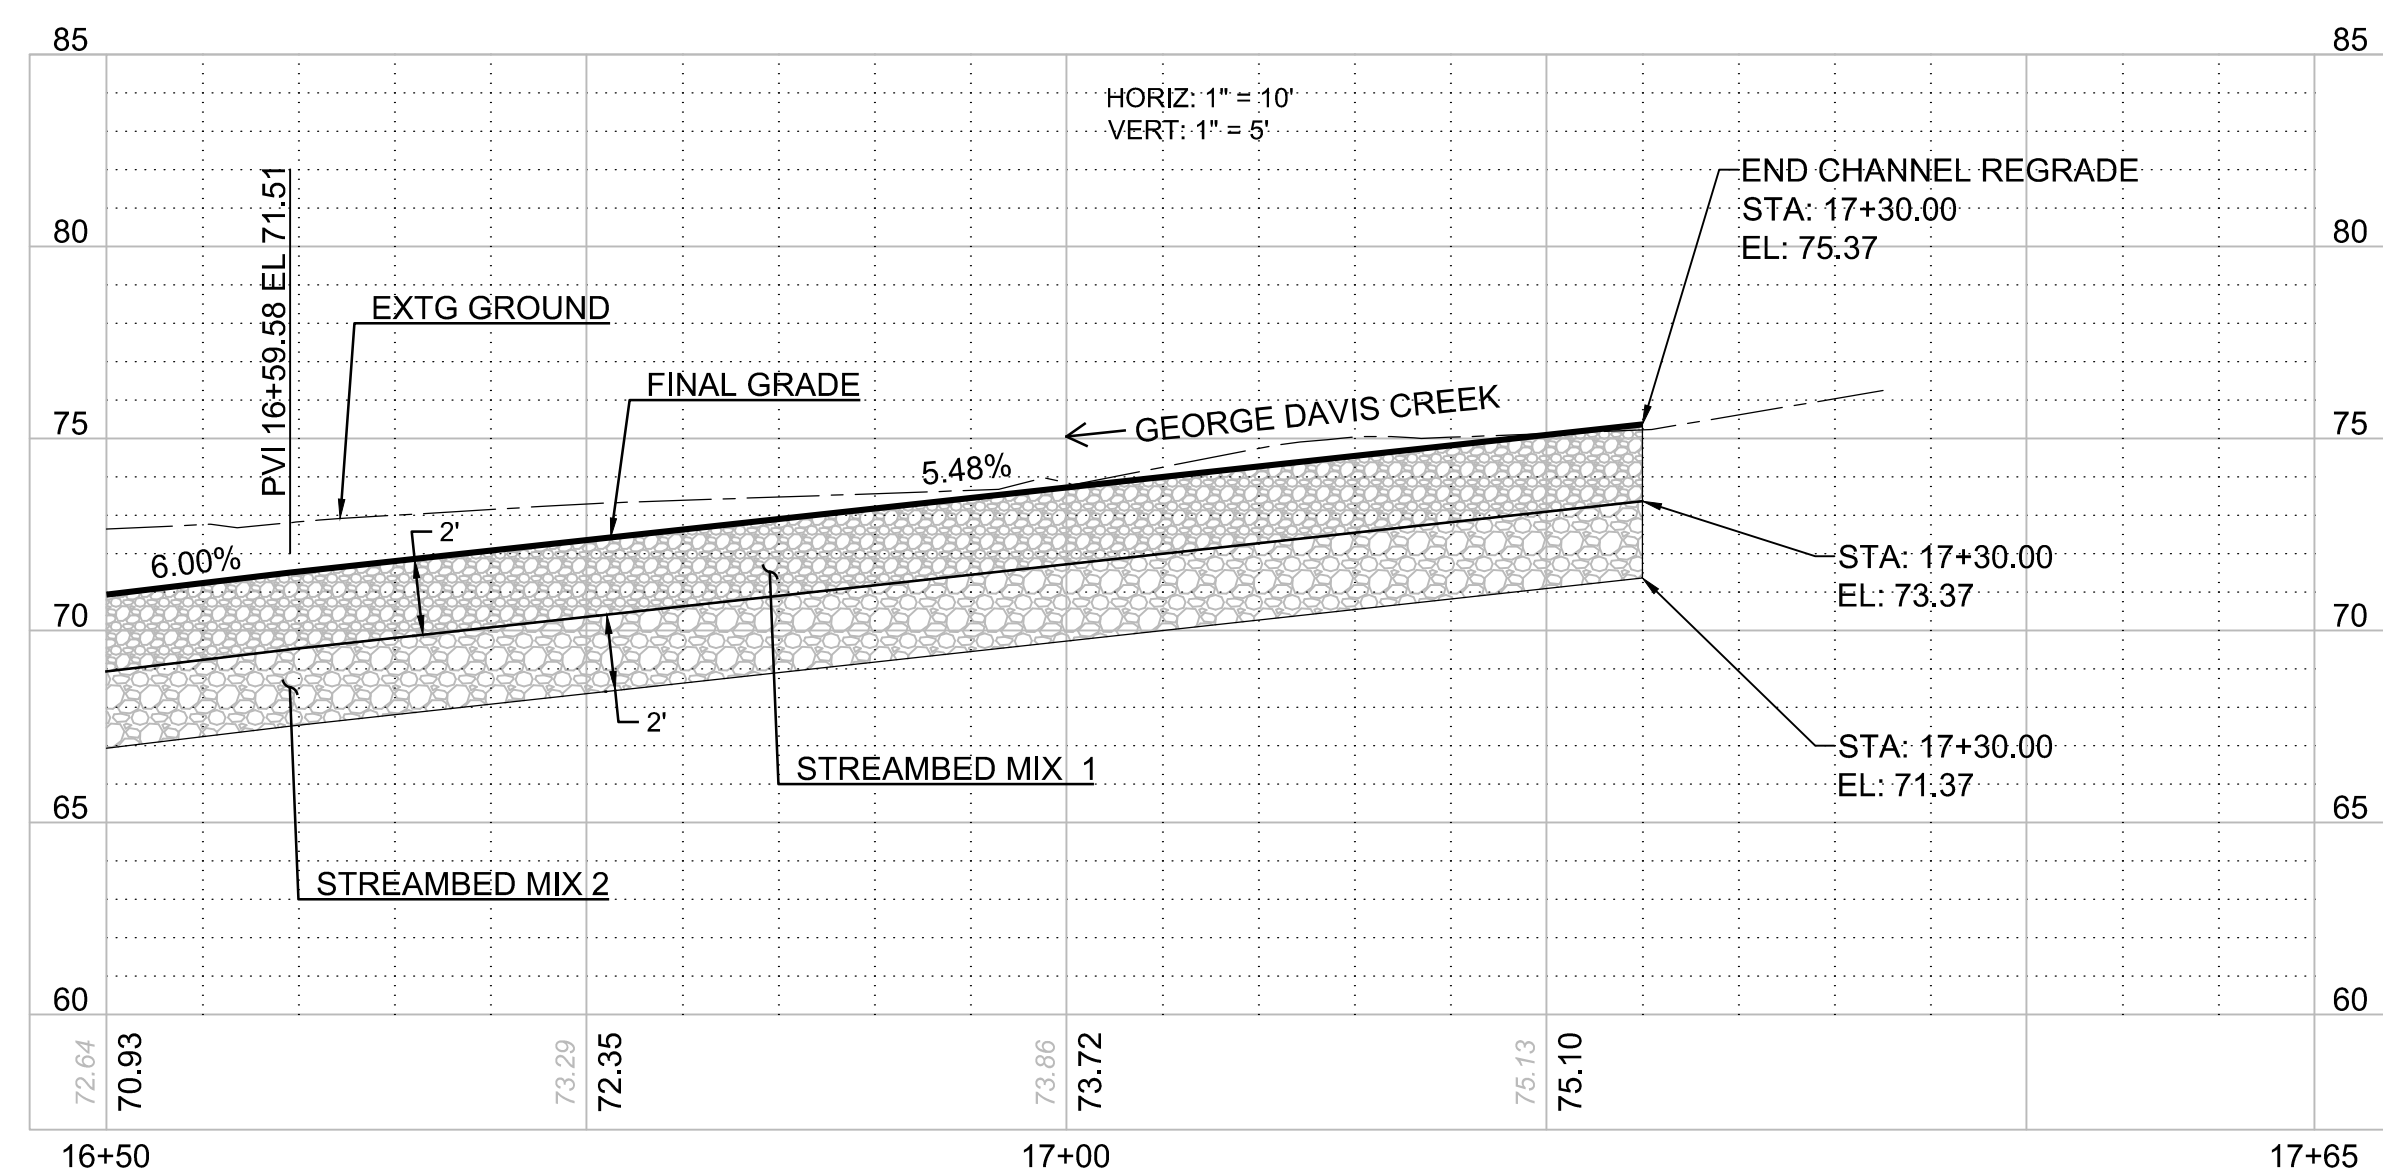 85
85
HORIZ: 1" = 10'
VERT: 1" = 5'
END CHANNEL REGRADE
STA: 17+30.00
EL: 75.37
80
80
PVI 16+59.58 EL 71.51
EXTG GROUND
FINAL GRADE
GEORGE DAVIS CREEK
75
75
5.48%
6.00%
2'
STA: 17+30.00
EL: 73.37
70
70
2'
STREAMBED MIX 1
STA: 17+30.00
EL: 71.37
65
65
STREAMBED MIX 2
60
60
72.64
70.93
73.29
72.35
73.86
73.72
75.13
75.10
16+50
17+00
17+65